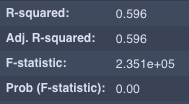 R-squared: 0.596
Adj. R-squared: 0.596
F-statistic: 2.351e+05
Prob (F-statistic): 0.00